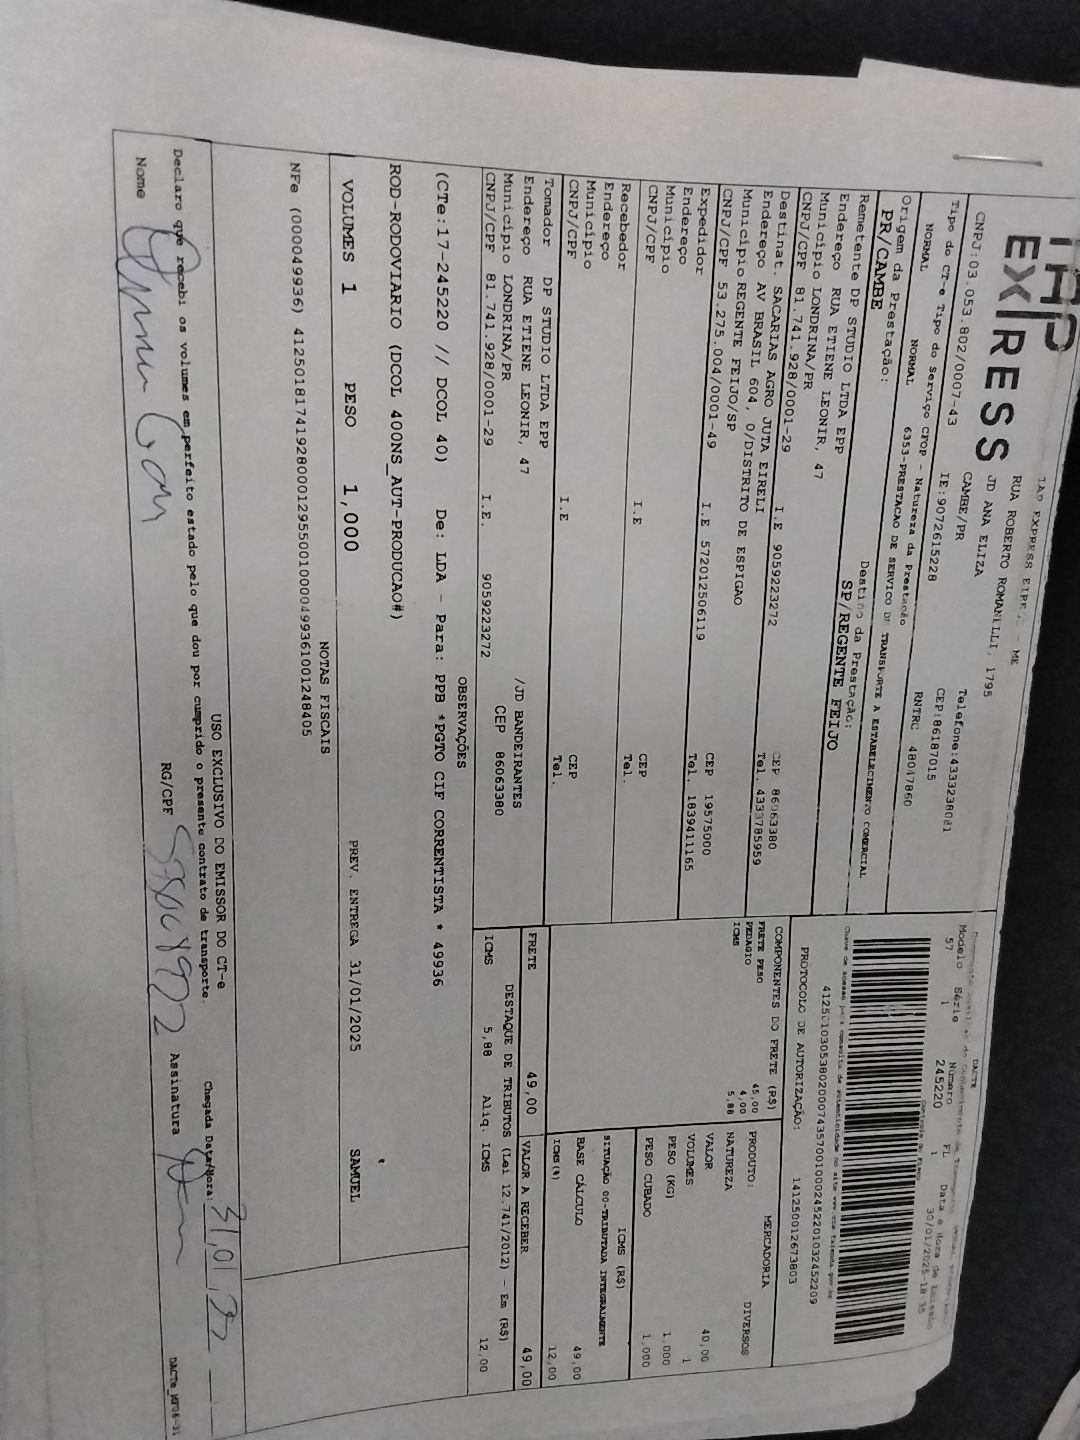 EXPRESS
CNPJ:03.053.802/0007-43
RUA ROBERTO ROMANELLI, 1795
JD ANA ELIZA
CAMBE/PR
IE:9072615228
Telefone:4333238081
CEP:86187015
RNTRC 48047860
Tipo do CT-e Tipo do Serviço CFOP - Natureza da Prestação
NORMAL NORMAL 6353-PRESTACAO DE SERVICO DE TRANSPORTE A ESTABELECIMENTO COMERCIAL
Origem da Prestação: Destino da Prestação:
PR/CAMBE SP/REGENTE FEIJO
Remetente DP STUDIO LTDA EPP
Endereço RUA ETIENE LEONIR, 47
Município LONDRINA/PR CEP 86063380
CNPJ/CPF 81.741.928/0001-29 I.E 9059223272 Tel. 4333785959
Destinat. SACARIAS AGRO JUTA EIRELI
Endereço AV BRASIL 604, 0/DISTRITO DE ESPIGAO
Município REGENTE FEIJO/SP CEP 19575000
CNPJ/CPF 53.275.004/0001-49 I.E 572012506119 Tel. 1839411165
Expedidor
Endereço
Município CEP
CNPJ/CPF I.E Tel.
Recebedor
Endereço
Município CEP
CNPJ/CPF I.E Tel.
Tomador DP STUDIO LTDA EPP
Endereço RUA ETIENE LEONIR, 47 /JD BANDEIRANTES
Município LONDRINA/PR CEP 86063380
CNPJ/CPF 81.741.928/0001-29 I.E. 9059223272
DACTE
Modelo Série Número FL Data e Hora de Emissão
57 1 245220 1 30/01/2025-18:35
PROTOCOLO DE AUTORIZAÇÃO: 141250012673803
COMPONENTES DO FRETE (R$)
FRETE PESO 45,00
PEDAGIO 4,00
ICMS 5,88
PRODUTO: MERCADORIA
NATUREZA DIVERSOS
VALOR 40,00
VOLUMES 1
PESO (KG) 1,000
PESO CUBADO 1,000
ICMS (R$)
SITUAÇÃO 00-TRIBUTADA INTEGRALMENTE
BASE CÁLCULO 49,00
ICMS(%) 12,00
FRETE 49,00 VALOR A RECEBER 49,00
DESTAQUE DE TRIBUTOS (Lei 12.741/2012) - Em (R$)
ICMS 5,88 Aliq. ICMS 12,00
OBSERVAÇÕES
(CTe:17-245220 // DCOL 40) De: LDA - Para: PPB *PGTO CIF CORRENTISTA * 49936
ROD-RODOVIARIO (DCOL 400NS_AUT-PRODUCAO#)
VOLUMES 1 PESO 1,000 PREV. ENTREGA 31/01/2025 SAMUEL
NOTAS FISCAIS
NFe (000049936) 41250181741928000129550010000499361001248405
USO EXCLUSIVO DO EMISSOR DO CT-e
Declaro que recebi os volumes em perfeito estado pelo que dou por cumprido o presente contrato de transporte. Chegada Data/Hora: 31,01,
Nome RG/CPF Assinatura